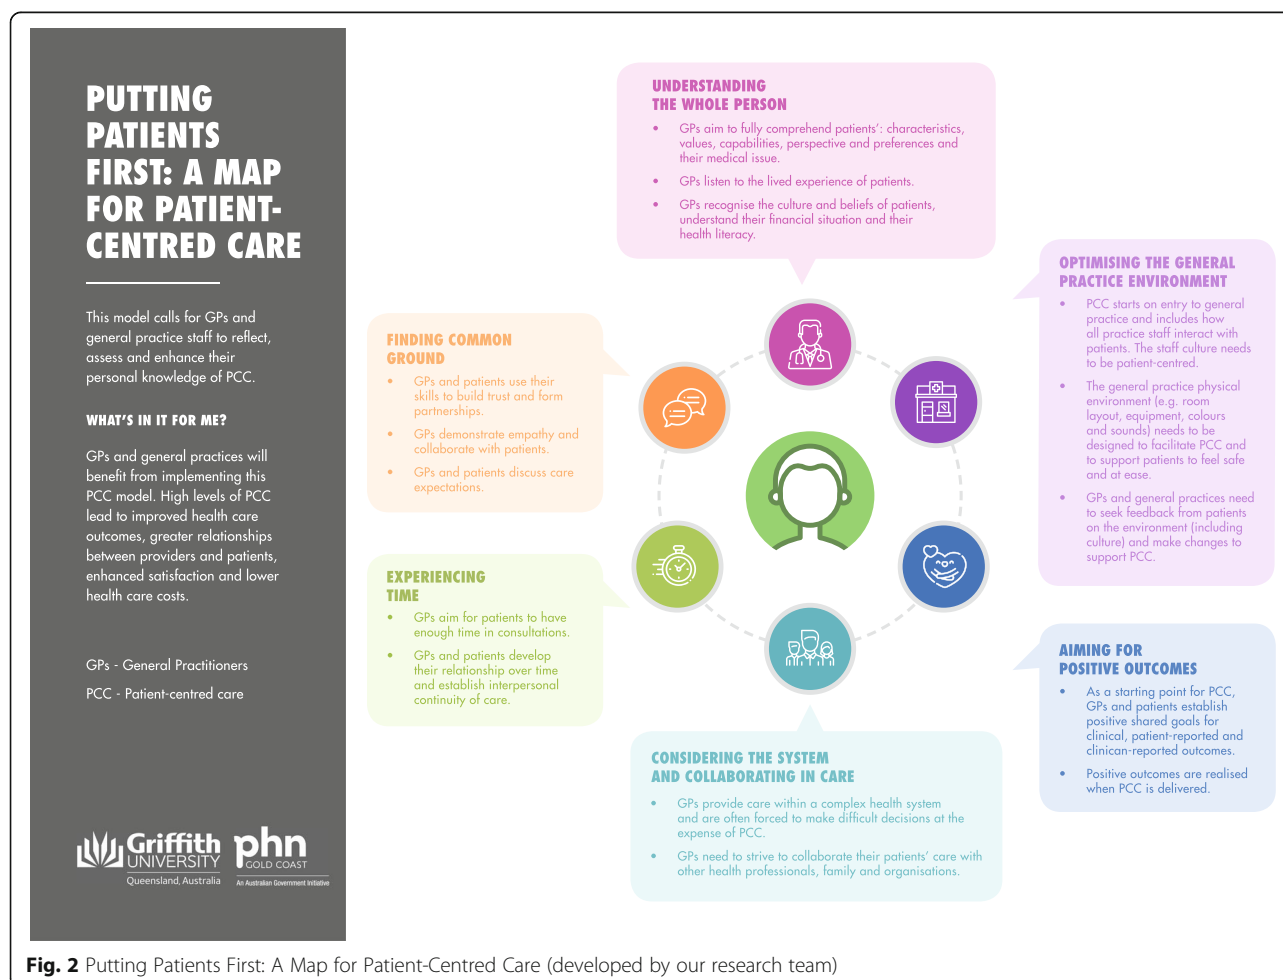 PUTTING
PATIENTS
FIRST: A MAP
FOR PATIENT-
CENTRED CARE
This model calls for GPs and
general practice staff to reflect,
assess and enhance their
personal knowledge of PCC.
WHAT'S IN IT FOR ME?
GPs and general practices will
benefit from implementing this
PCC model. High levels of PCC
lead to improved health care
outcomes, greater relationships
between providers and patients,
enhanced satisfaction and lower
health care costs.
GPs - General Practitioners
PCC - Patient-centred care
Griffith
UNIVERSITY
Queensland, Australia
phn
GOLD COAST
An Australian Government Initiative
UNDERSTANDING
THE WHOLE PERSON
• GPs aim to fully comprehend patients': characteristics,
values, capabilities, perspective and preferences and
their medical issue.
• GPs listen to the lived experience of patients.
• GPs recognise the culture and beliefs of patients,
understand their financial situation and their
health literacy.
OPTIMISING THE GENERAL
PRACTICE ENVIRONMENT
• PCC starts on entry to general
practice and includes how
all practice staff interact with
patients. The staff culture needs
to be patient-centred.
• The general practice physical
environment (e.g. room
layout, equipment, colours
and sounds) needs to be
designed to facilitate PCC and
to support patients to feel safe
and at ease.
• GPs and general practices need
to seek feedback from patients
on the environment (including
culture) and make changes to
support PCC.
FINDING COMMON
GROUND
• GPs and patients use their
skills to build trust and form
partnerships.
• GPs demonstrate empathy and
collaborate with patients.
• GPs and patients discuss care
expectations.
EXPERIENCING
TIME
• GPs aim for patients to have
enough time in consultations.
• GPs and patients develop
their relationship over time
and establish interpersonal
continuity of care.
AIMING FOR
POSITIVE OUTCOMES
• As a starting point for PCC,
GPs and patients establish
positive shared goals for
clinical, patient-reported and
clinican-reported outcomes.
• Positive outcomes are realised
when PCC is delivered.
CONSIDERING THE SYSTEM
AND COLLABORATING IN CARE
• GPs provide care within a complex health system
and are often forced to make difficult decisions at the
expense of PCC.
• GPs need to strive to collaborate their patients' care with
other health professionals, family and organisations.
Fig. 2 Putting Patients First: A Map for Patient-Centred Care (developed by our research team)